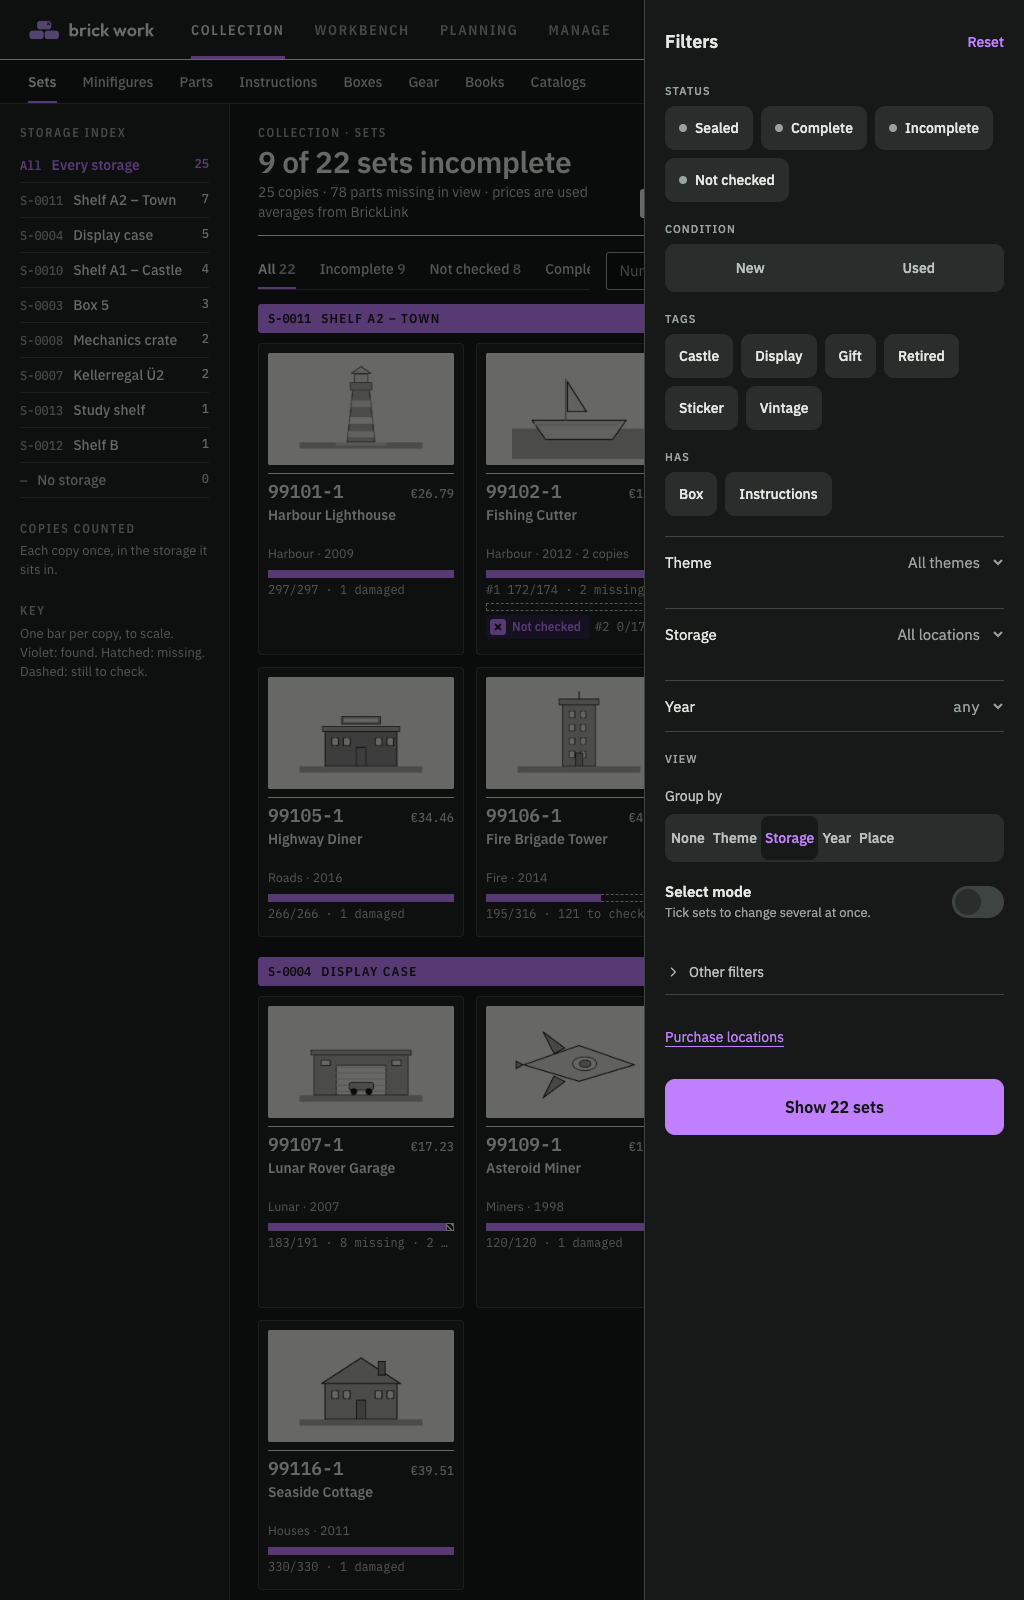 brick work
COLLECTION WORKBENCH PLANNING MANAGE
Sets Minifigures Parts Instructions Boxes Gear Books Catalogs
STORAGE INDEX
All Every storage 25
S-0011 Shelf A2 – Town 7
S-0004 Display case 5
S-0010 Shelf A1 – Castle 4
S-0003 Box 5 3
S-0008 Mechanics crate 2
S-0007 Kellerregal Ü2 2
S-0013 Study shelf 1
S-0012 Shelf B 1
– No storage 0
COPIES COUNTED
Each copy once, in the storage it
sits in.
KEY
One bar per copy, to scale.
Violet: found. Hatched: missing.
Dashed: still to check.
COLLECTION · SETS
9 of 22 sets incomplete
25 copies · 78 parts missing in view · prices are used
averages from BrickLink
All 22 Incomplete 9 Not checked 8 Comple
Nur
S-0011 SHELF A2 – TOWN
99101-1 €26.79
Harbour Lighthouse
Harbour · 2009
297/297 · 1 damaged
99102-1 €1
Fishing Cutter
Harbour · 2012 · 2 copies
#1 172/174 · 2 missing
Not checked #2 0/17
99105-1 €34.46
Highway Diner
Roads · 2016
266/266 · 1 damaged
99106-1 €4
Fire Brigade Tower
Fire · 2014
195/316 · 121 to check
S-0004 DISPLAY CASE
99107-1 €17.23
Lunar Rover Garage
Lunar · 2007
183/191 · 8 missing · 2 …
99109-1 €1
Asteroid Miner
Miners · 1998
120/120 · 1 damaged
99116-1 €39.51
Seaside Cottage
Houses · 2011
330/330 · 1 damaged
Filters Reset
STATUS
Sealed Complete Incomplete
Not checked
CONDITION
New Used
TAGS
Castle Display Gift Retired
Sticker Vintage
HAS
Box Instructions
Theme All themes
Storage All locations
Year any
VIEW
Group by
None Theme Storage Year Place
Select mode
Tick sets to change several at once.
Other filters
Purchase locations
Show 22 sets